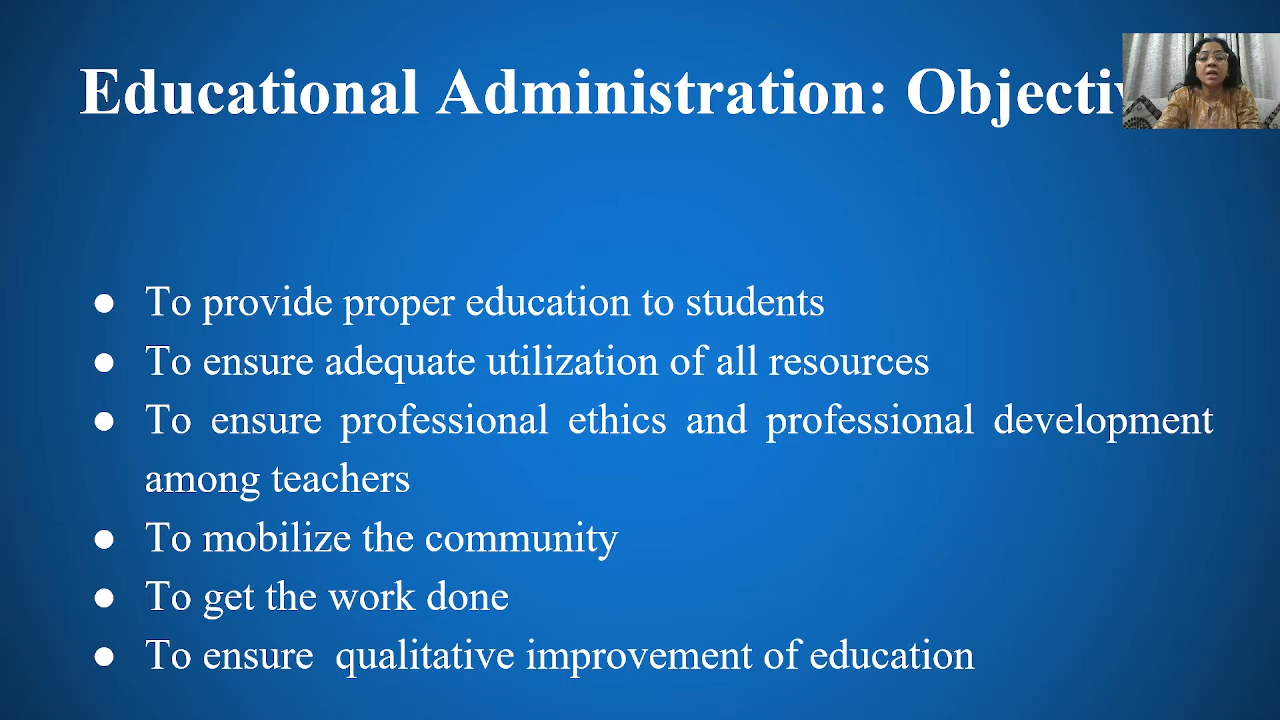 Educational Administration: Objectiv
● To provide proper education to students
● To ensure adequate utilization of all resources
● To ensure professional ethics and professional development
among teachers
● To mobilize the community
● To get the work done
● To ensure  qualitative improvement of education